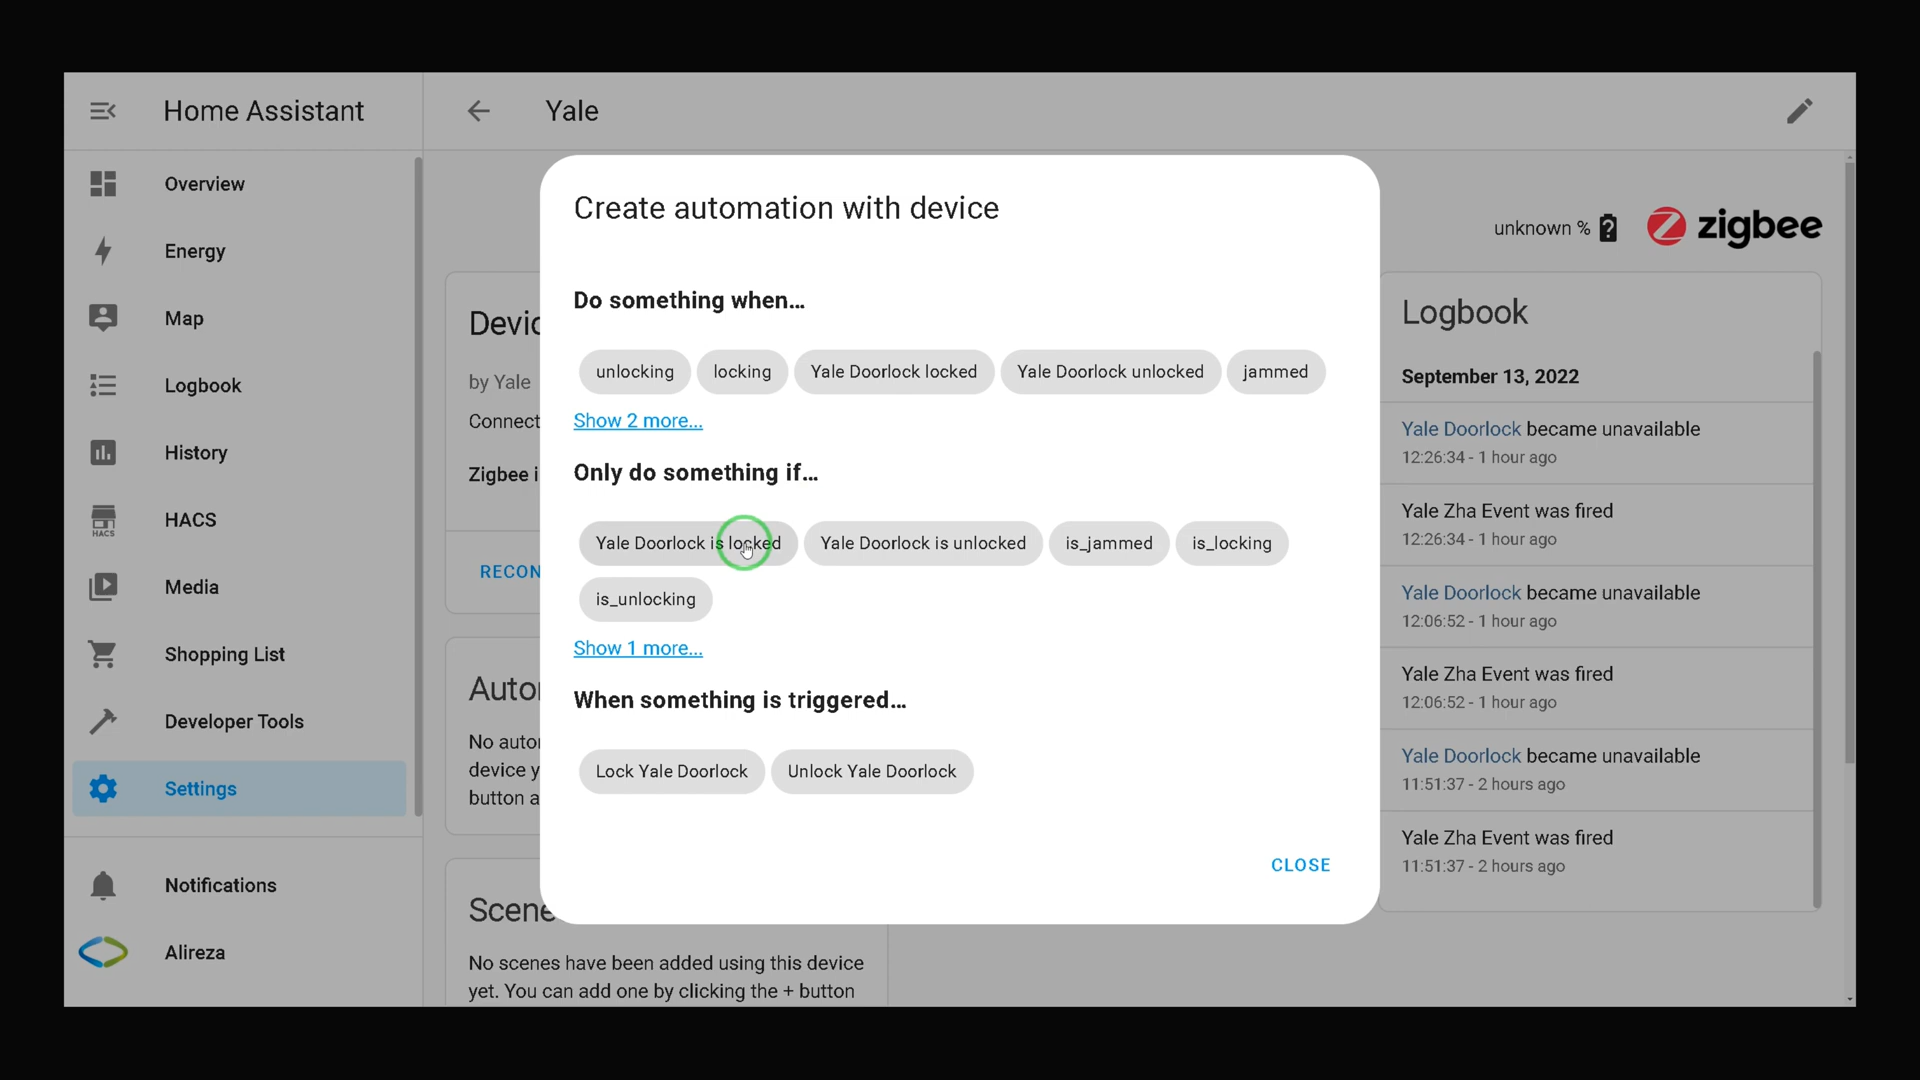 Home Assistant
Yale
Overview
Energy
Map
Logbook
History
HACS
HACS
Media
Shopping List
Developer Tools
Settings
Notifications
Alireza
unknown %
zigbee
Devic
by Yale
Connect
Zigbee i
RECON
Auto
No auto
device y
button a
Scene
No scenes have been added using this device
yet. You can add one by clicking the + button
Create automation with device
Do something when...
unlocking
locking
Yale Doorlock locked
Yale Doorlock unlocked
jammed
Show 2 more...
Only do something if...
Yale Doorlock is locked
Yale Doorlock is unlocked
is_jammed
is_locking
is_unlocking
Show 1 more...
When something is triggered...
Lock Yale Doorlock
Unlock Yale Doorlock
CLOSE
Logbook
September 13, 2022
Yale Doorlock became unavailable
12:26:34 - 1 hour ago
Yale Zha Event was fired
12:26:34 - 1 hour ago
Yale Doorlock became unavailable
12:06:52 - 1 hour ago
Yale Zha Event was fired
12:06:52 - 1 hour ago
Yale Doorlock became unavailable
11:51:37 - 2 hours ago
Yale Zha Event was fired
11:51:37 - 2 hours ago